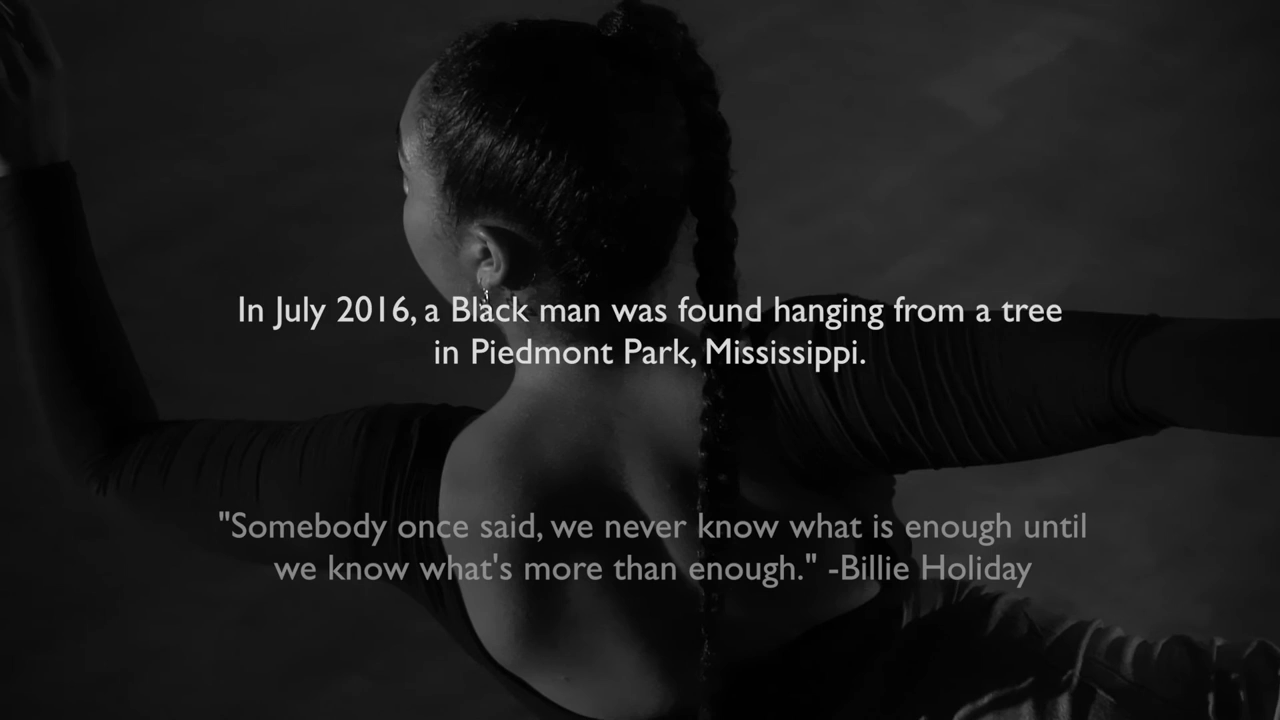 In July 2016, a Black man was found hanging from a tree
in Piedmont Park, Mississippi.
"Somebody once said, we never know what is enough until
we know what's more than enough." -Billie Holiday